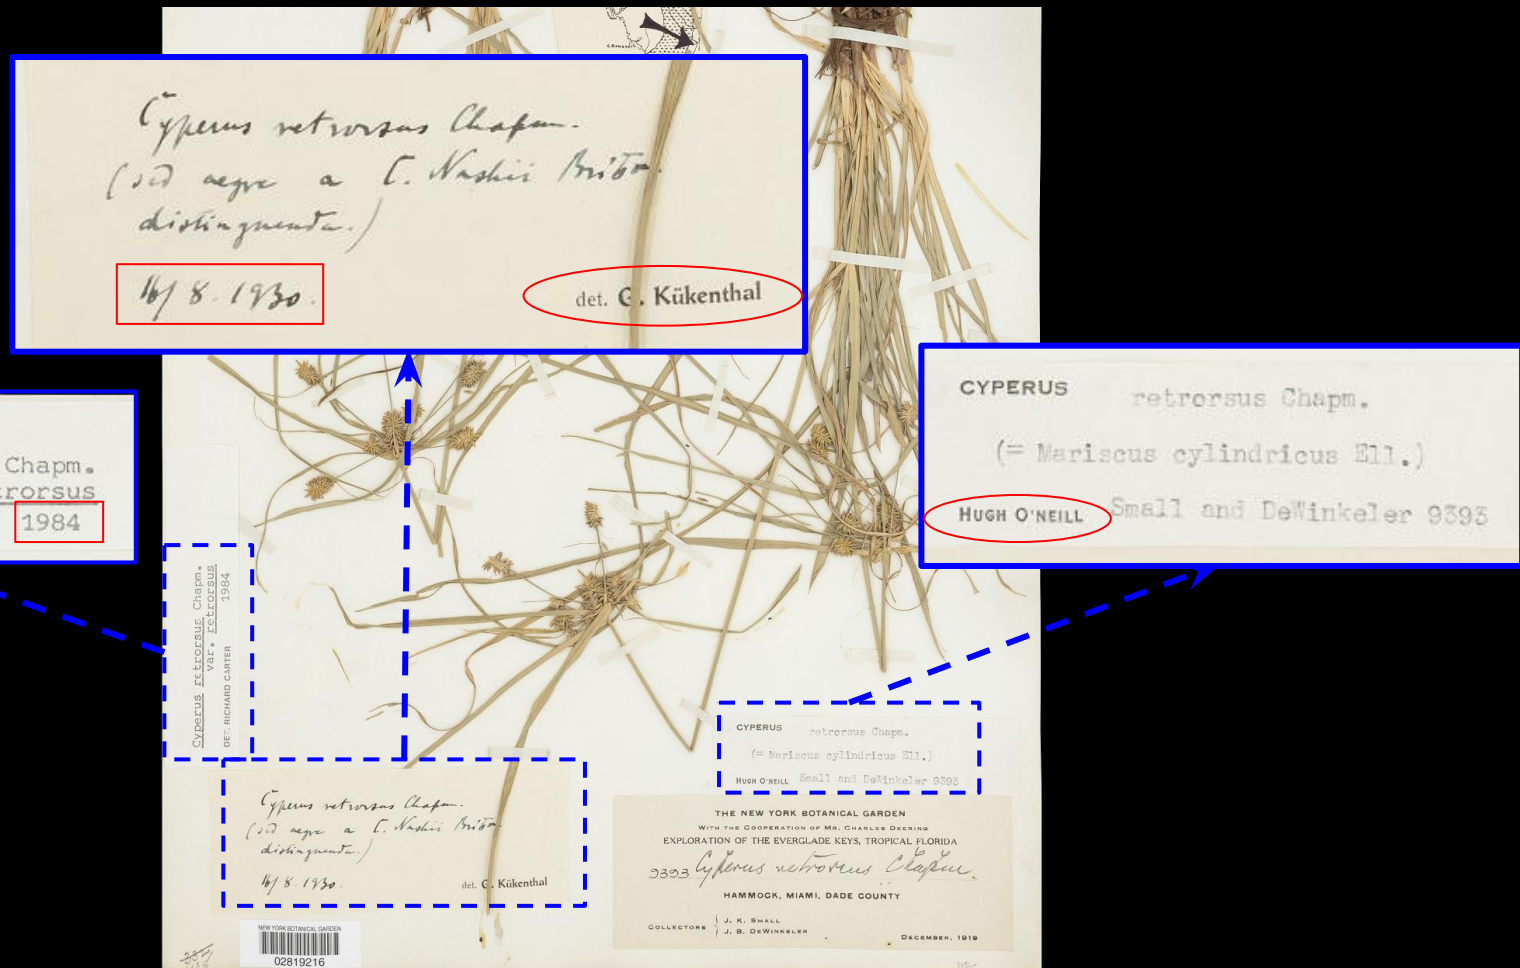 Cyperus retrorsus Chapm.
(sed aegre a C. Nashii Britton
distinguenda.)
16/8.1930.
det. G. Kükenthal
CYPERUS retrorsus Chapm.
(= Mariscus cylindricus Ell.)
HUGH O'NEILL Small and DeWinkeler 9393
Chapm.
trorsus
1984
Cyperus retrorsus Chapm.
var. retrorsus
DET. RICHARD CARTER 1984
CYPERUS retrorsus Chapm.
(= Mariscus cylindricus Ell.)
HUGH O'NEILL Small and DeWinkeler 9393
Cyperus retrorsus Chapm.
(sed aegre a C. Nashii Britton
distinguenda.)
16/8.1930.
det. G. Kükenthal
THE NEW YORK BOTANICAL GARDEN
WITH THE COOPERATION OF MR. CHARLES DEERING
EXPLORATION OF THE EVERGLADE KEYS, TROPICAL FLORIDA
9393 Cyperus retrorsus Chapm.
HAMMOCK, MIAMI, DADE COUNTY
COLLECTORS J. K. SMALL
J. B. DEWINKELER
DECEMBER, 1919
NEW YORK BOTANICAL GARDEN
02819216